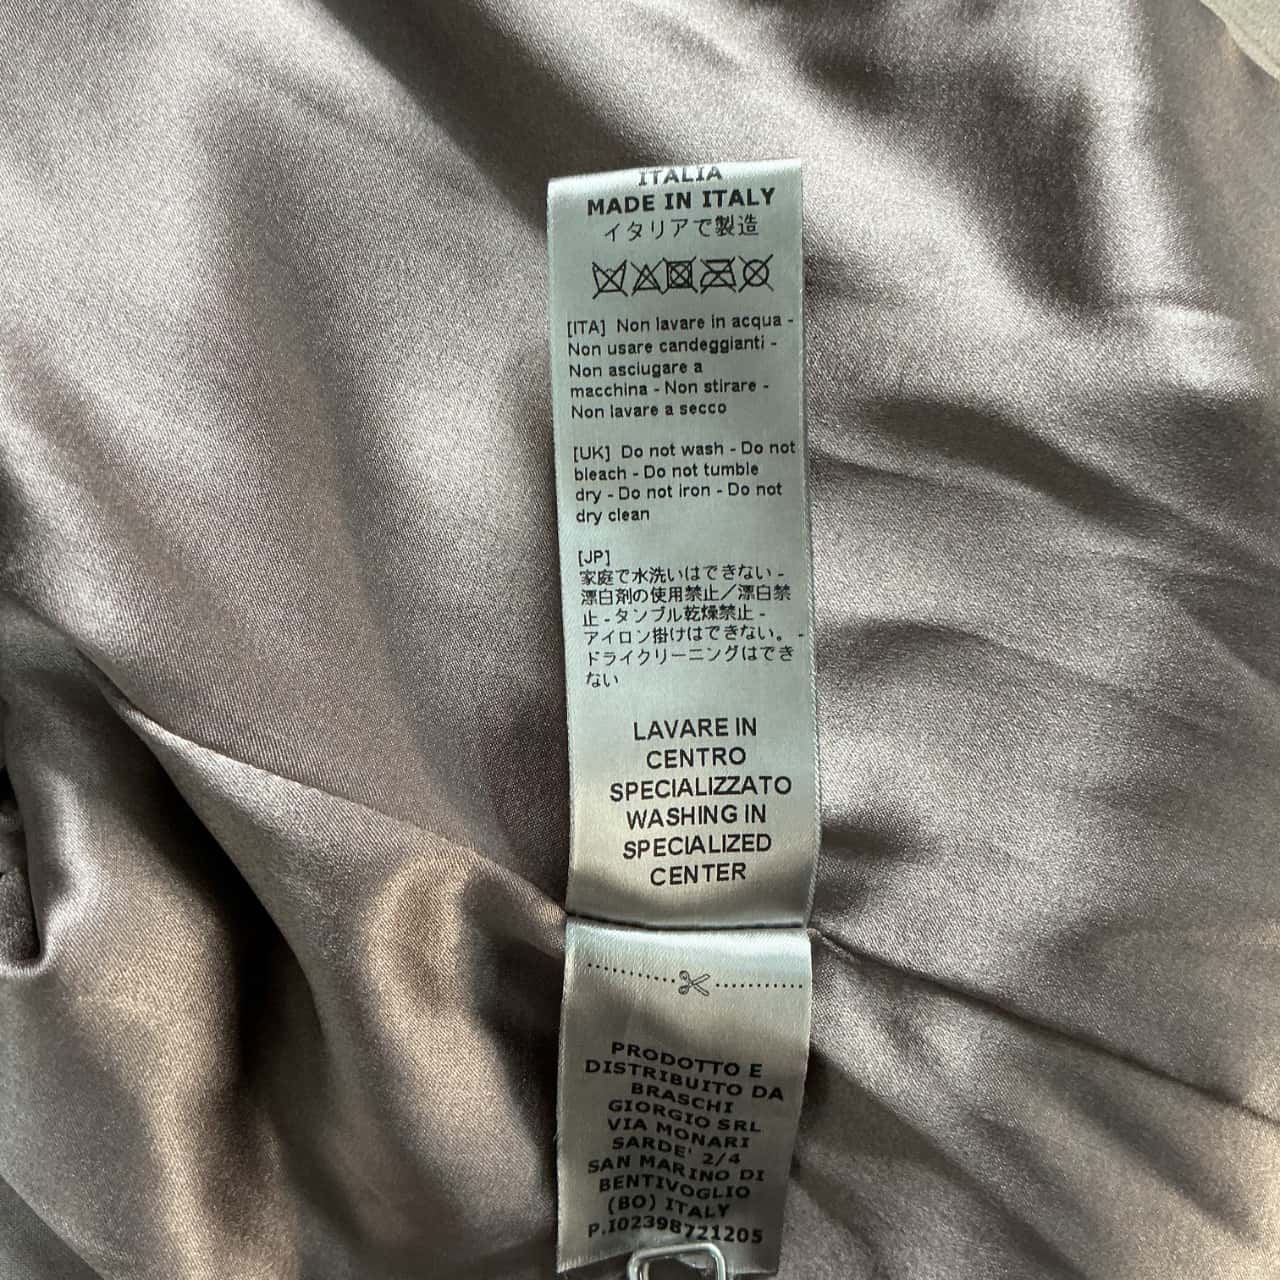 ITALIA
MADE IN ITALY
イタリアで製造
[ITA] Non lavare in acqua -
Non usare candeggianti -
Non asciugare a
macchina - Non stirare -
Non lavare a secco
[UK] Do not wash - Do not
bleach - Do not tumble
dry - Do not iron - Do not
dry clean
[JP]
家庭で水洗いはできない -
漂白剤の使用禁止／漂白禁
止 - タンブル乾燥禁止 -
アイロン掛けはできない。 -
ドライクリーニングはでき
ない
LAVARE IN
CENTRO
SPECIALIZZATO
WASHING IN
SPECIALIZED
CENTER
PRODOTTO E
DISTRIBUITO DA
BRASCHI
GIORGIO SRL
VIA MONARI
SARDE' 2/4
SAN MARINO DI
BENTIVOGLIO
(BO) ITALY
P.I02398721205